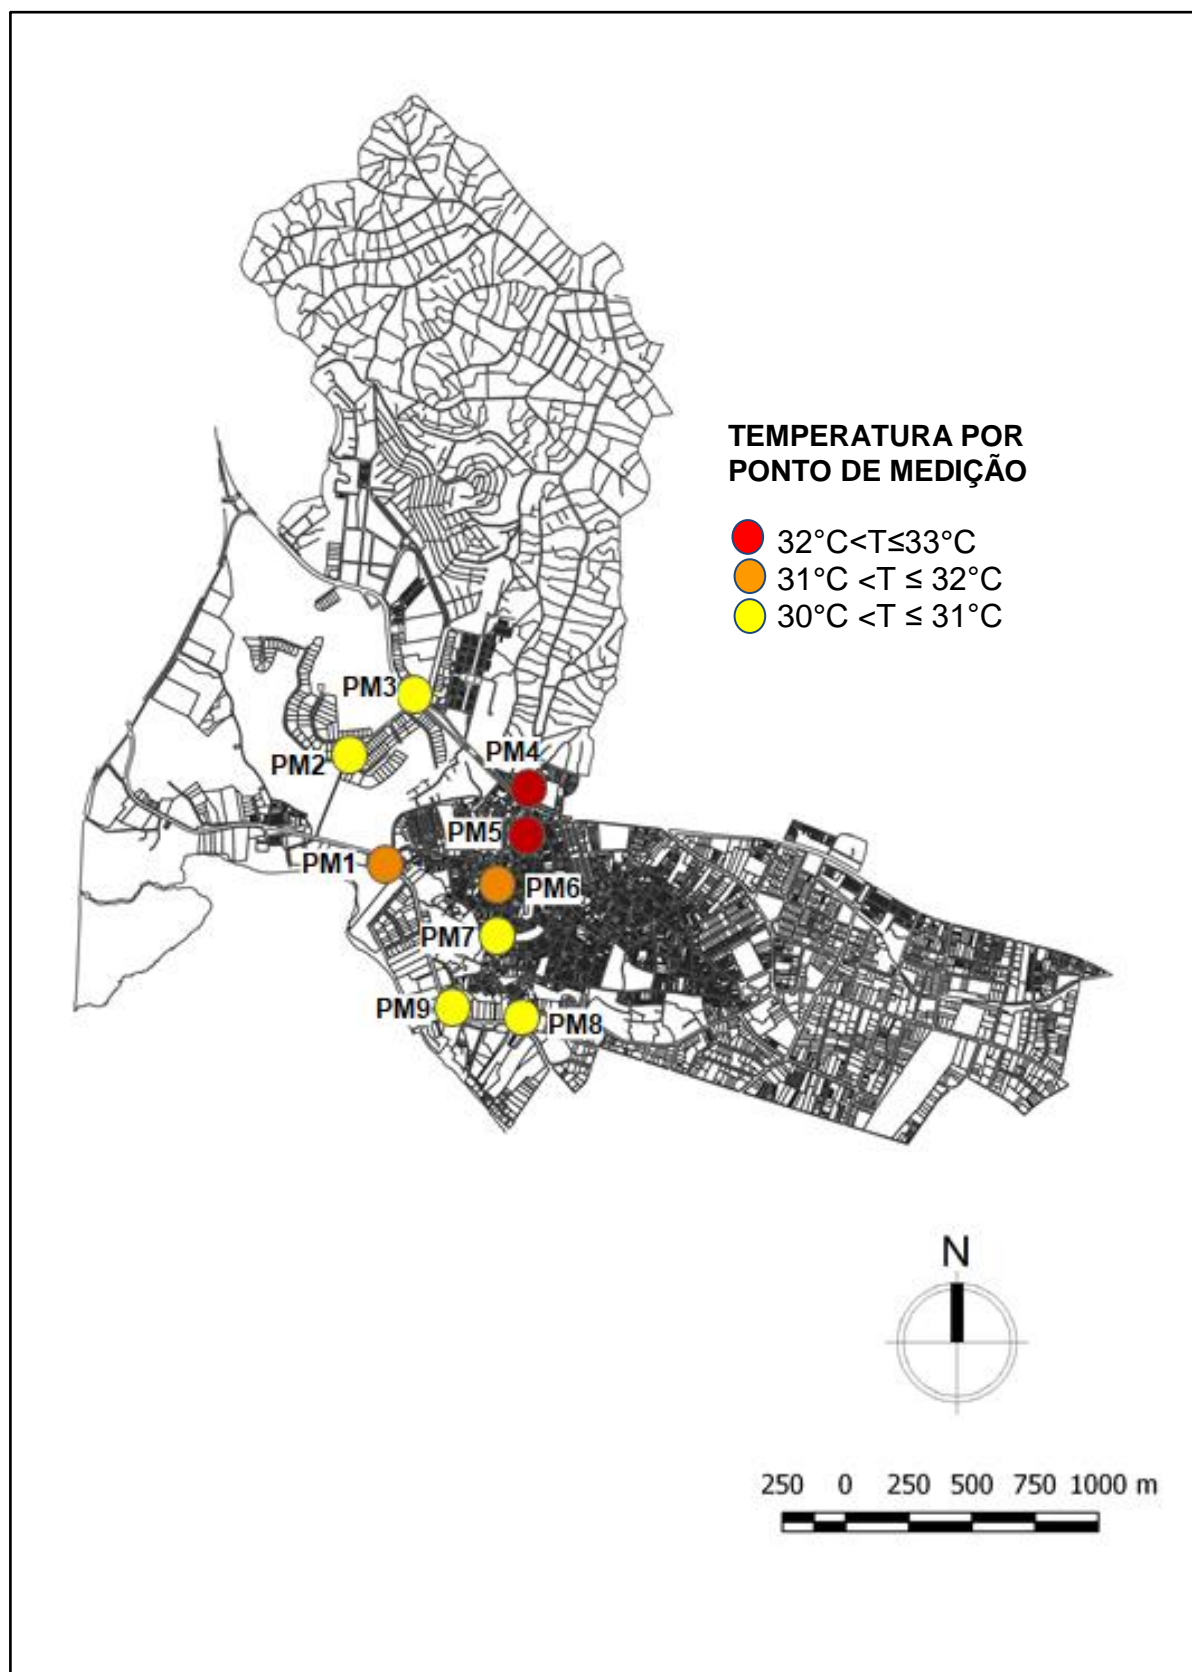 TEMPERATURA POR
PONTO DE MEDIÇÃO
32°C<T≤33°C
31°C <T ≤ 32°C
30°C <T ≤ 31°C
PM3
PM2
PM4
PM5
PM1
PM6
PM7
PM9
PM8
N
250 0 250 500 750 1000 m